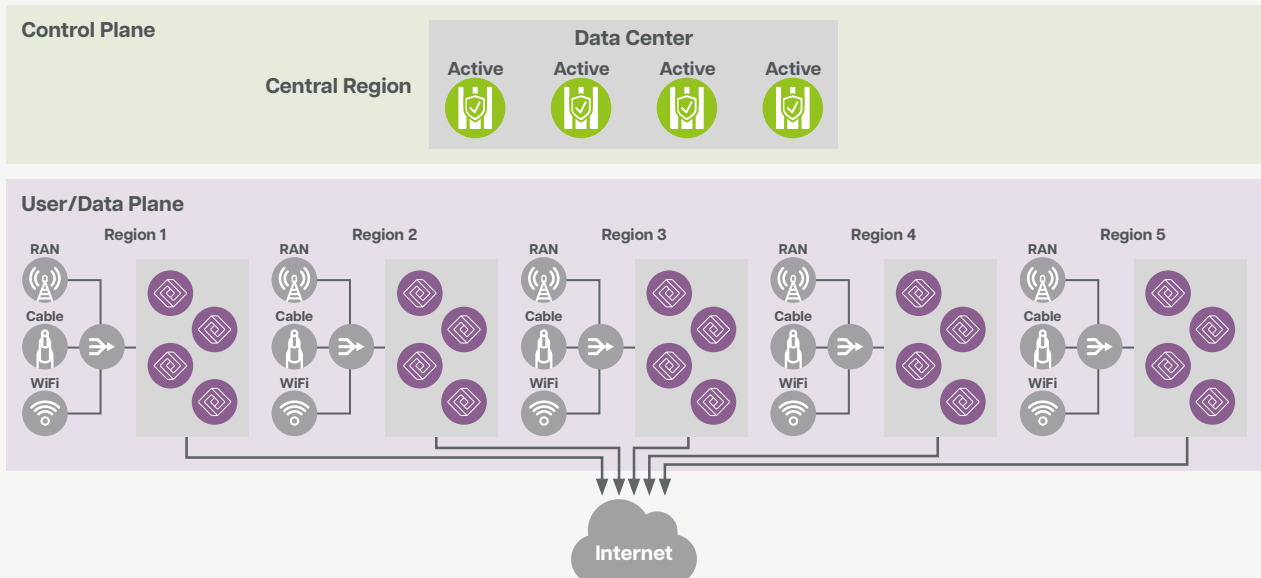 Control Plane
Data Center
Active Active Active Active
Central Region
User/Data Plane
Region 1 Region 2 Region 3 Region 4 Region 5
RAN RAN RAN RAN RAN
Cable Cable Cable Cable Cable
WiFi WiFi WiFi WiFi WiFi
Internet